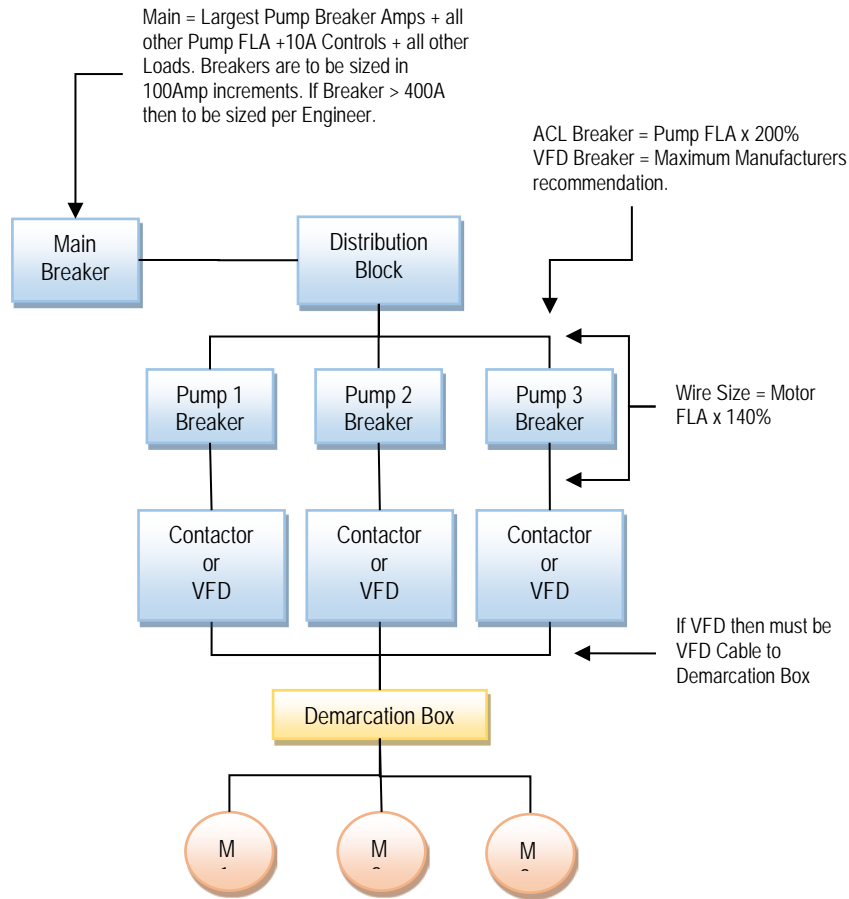 Main = Largest Pump Breaker Amps + all
other Pump FLA +10A Controls + all other
Loads. Breakers are to be sized in
100Amp increments. If Breaker > 400A
then to be sized per Engineer.
ACL Breaker = Pump FLA x 200%
VFD Breaker = Maximum Manufacturers
recommendation.
Main
Breaker
Distribution
Block
Pump 1
Breaker
Pump 2
Breaker
Pump 3
Breaker
Wire Size = Motor
FLA x 140%
Contactor
or
VFD
Contactor
or
VFD
Contactor
or
VFD
If VFD then must be
VFD Cable to
Demarcation Box
Demarcation Box
M
M
M